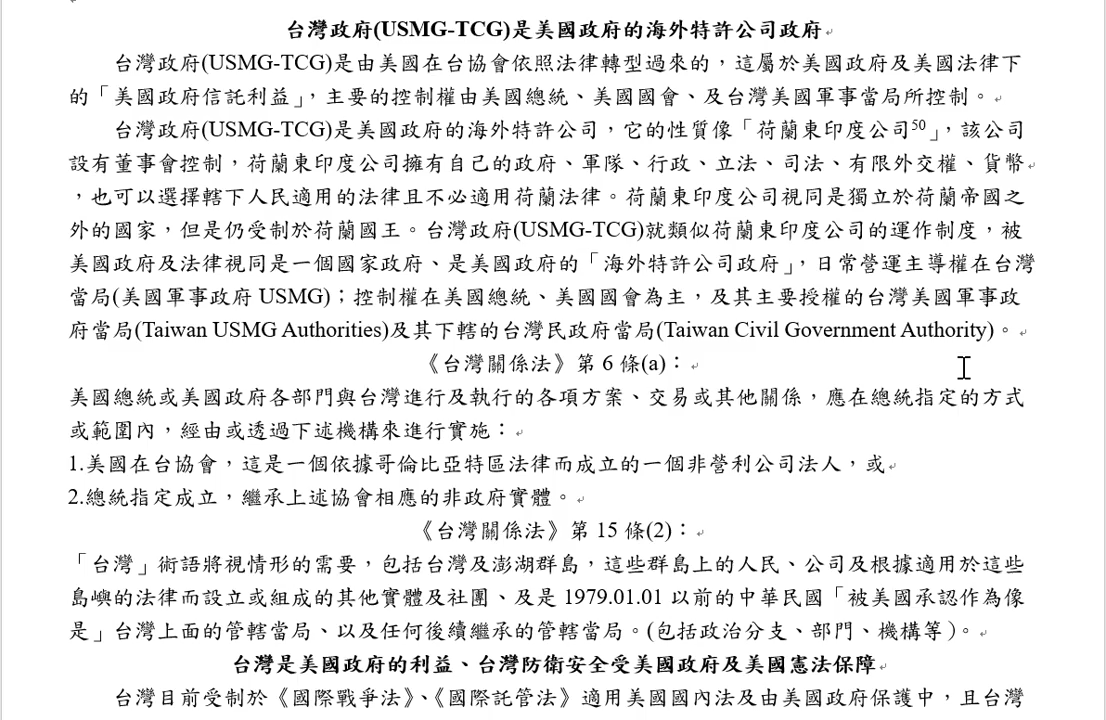 台灣政府(USMG-TCG)是美國政府的海外特許公司政府
台灣政府(USMG-TCG)是由美國在台協會依照法律轉型過來的，這屬於美國政府及美國法律下
的「美國政府信託利益」，主要的控制權由美國總統、美國國會、及台灣美國軍事當局所控制。
台灣政府(USMG-TCG)是美國政府的海外特許公司，它的性質像「荷蘭東印度公司50」，該公司
設有董事會控制，荷蘭東印度公司擁有自己的政府、軍隊、行政、立法、司法、有限外交權、貨幣
，也可以選擇轄下人民適用的法律且不必適用荷蘭法律。荷蘭東印度公司視同是獨立於荷蘭帝國之
外的國家，但是仍受制於荷蘭國王。台灣政府(USMG-TCG)就類似荷蘭東印度公司的運作制度，被
美國政府及法律視同是一個國家政府、是美國政府的「海外特許公司政府」，日常營運主導權在台灣
當局(美國軍事政府 USMG)；控制權在美國總統、美國國會為主，及其主要授權的台灣美國軍事政
府當局(Taiwan USMG Authorities)及其下轄的台灣民政府當局(Taiwan Civil Government Authority)。
《台灣關係法》第 6 條(a)：
美國總統或美國政府各部門與台灣進行及執行的各項方案、交易或其他關係，應在總統指定的方式
或範圍內，經由或透過下述機構來進行實施：
1.美國在台協會，這是一個依據哥倫比亞特區法律而成立的一個非營利公司法人，或
2.總統指定成立，繼承上述協會相應的非政府實體。
《台灣關係法》第 15 條(2)：
「台灣」術語將視情形的需要，包括台灣及澎湖群島，這些群島上的人民、公司及根據適用於這些
島嶼的法律而設立或組成的其他實體及社團、及是 1979.01.01 以前的中華民國「被美國承認作為像
是」台灣上面的管轄當局、以及任何後續繼承的管轄當局。(包括政治分支、部門、機構等)。
台灣是美國政府的利益、台灣防衛安全受美國政府及美國憲法保障
台灣目前受制於《國際戰爭法》、《國際託管法》適用美國國內法及由美國政府保護中，且台灣